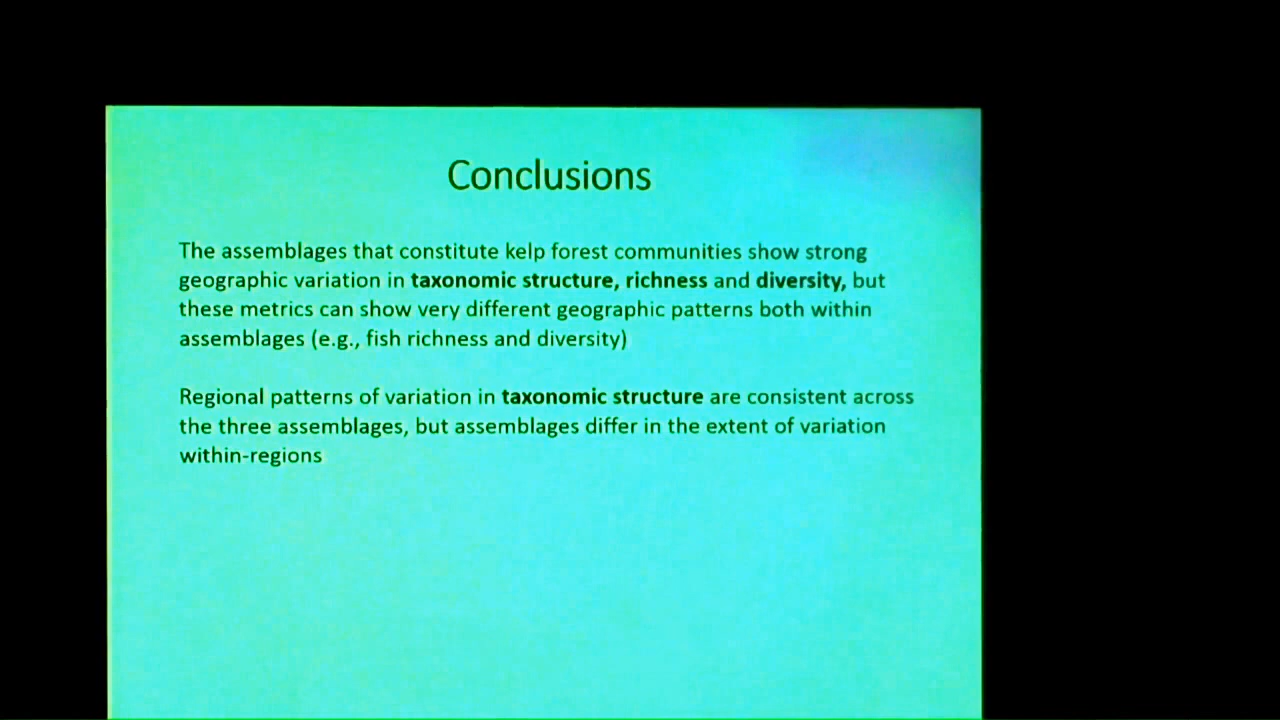 Conclusions
The assemblages that constitute kelp forest communities show strong
geographic variation in taxonomic structure, richness and diversity, but
these metrics can show very different geographic patterns both within
assemblages (e.g., fish richness and diversity)
Regional patterns of variation in taxonomic structure are consistent across
the three assemblages, but assemblages differ in the extent of variation
within-regions